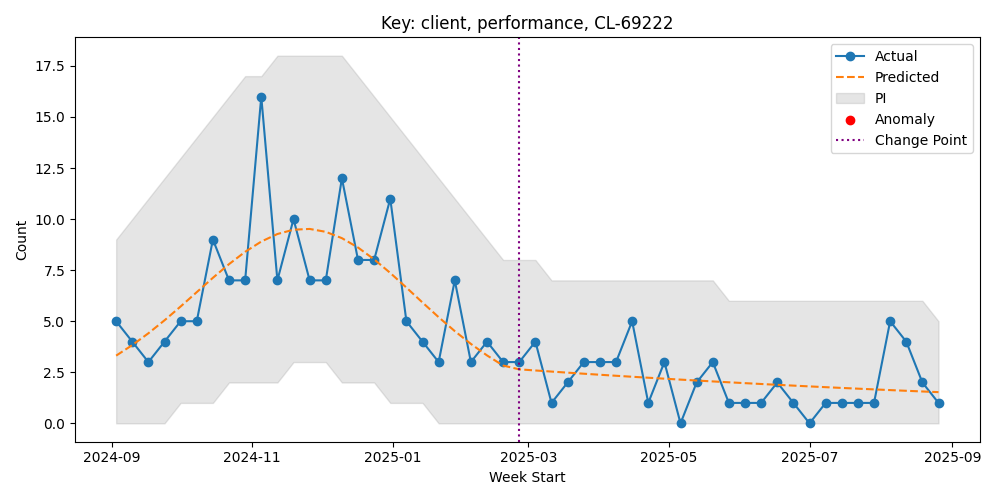 Key: client, performance, CL-69222
Actual
Predicted
PI
Anomaly
Change Point
Count
17.5
15.0
12.5
10.0
7.5
5.0
2.5
0.0
2024-09
2024-11
2025-01
2025-03
2025-05
2025-07
2025-09
Week Start